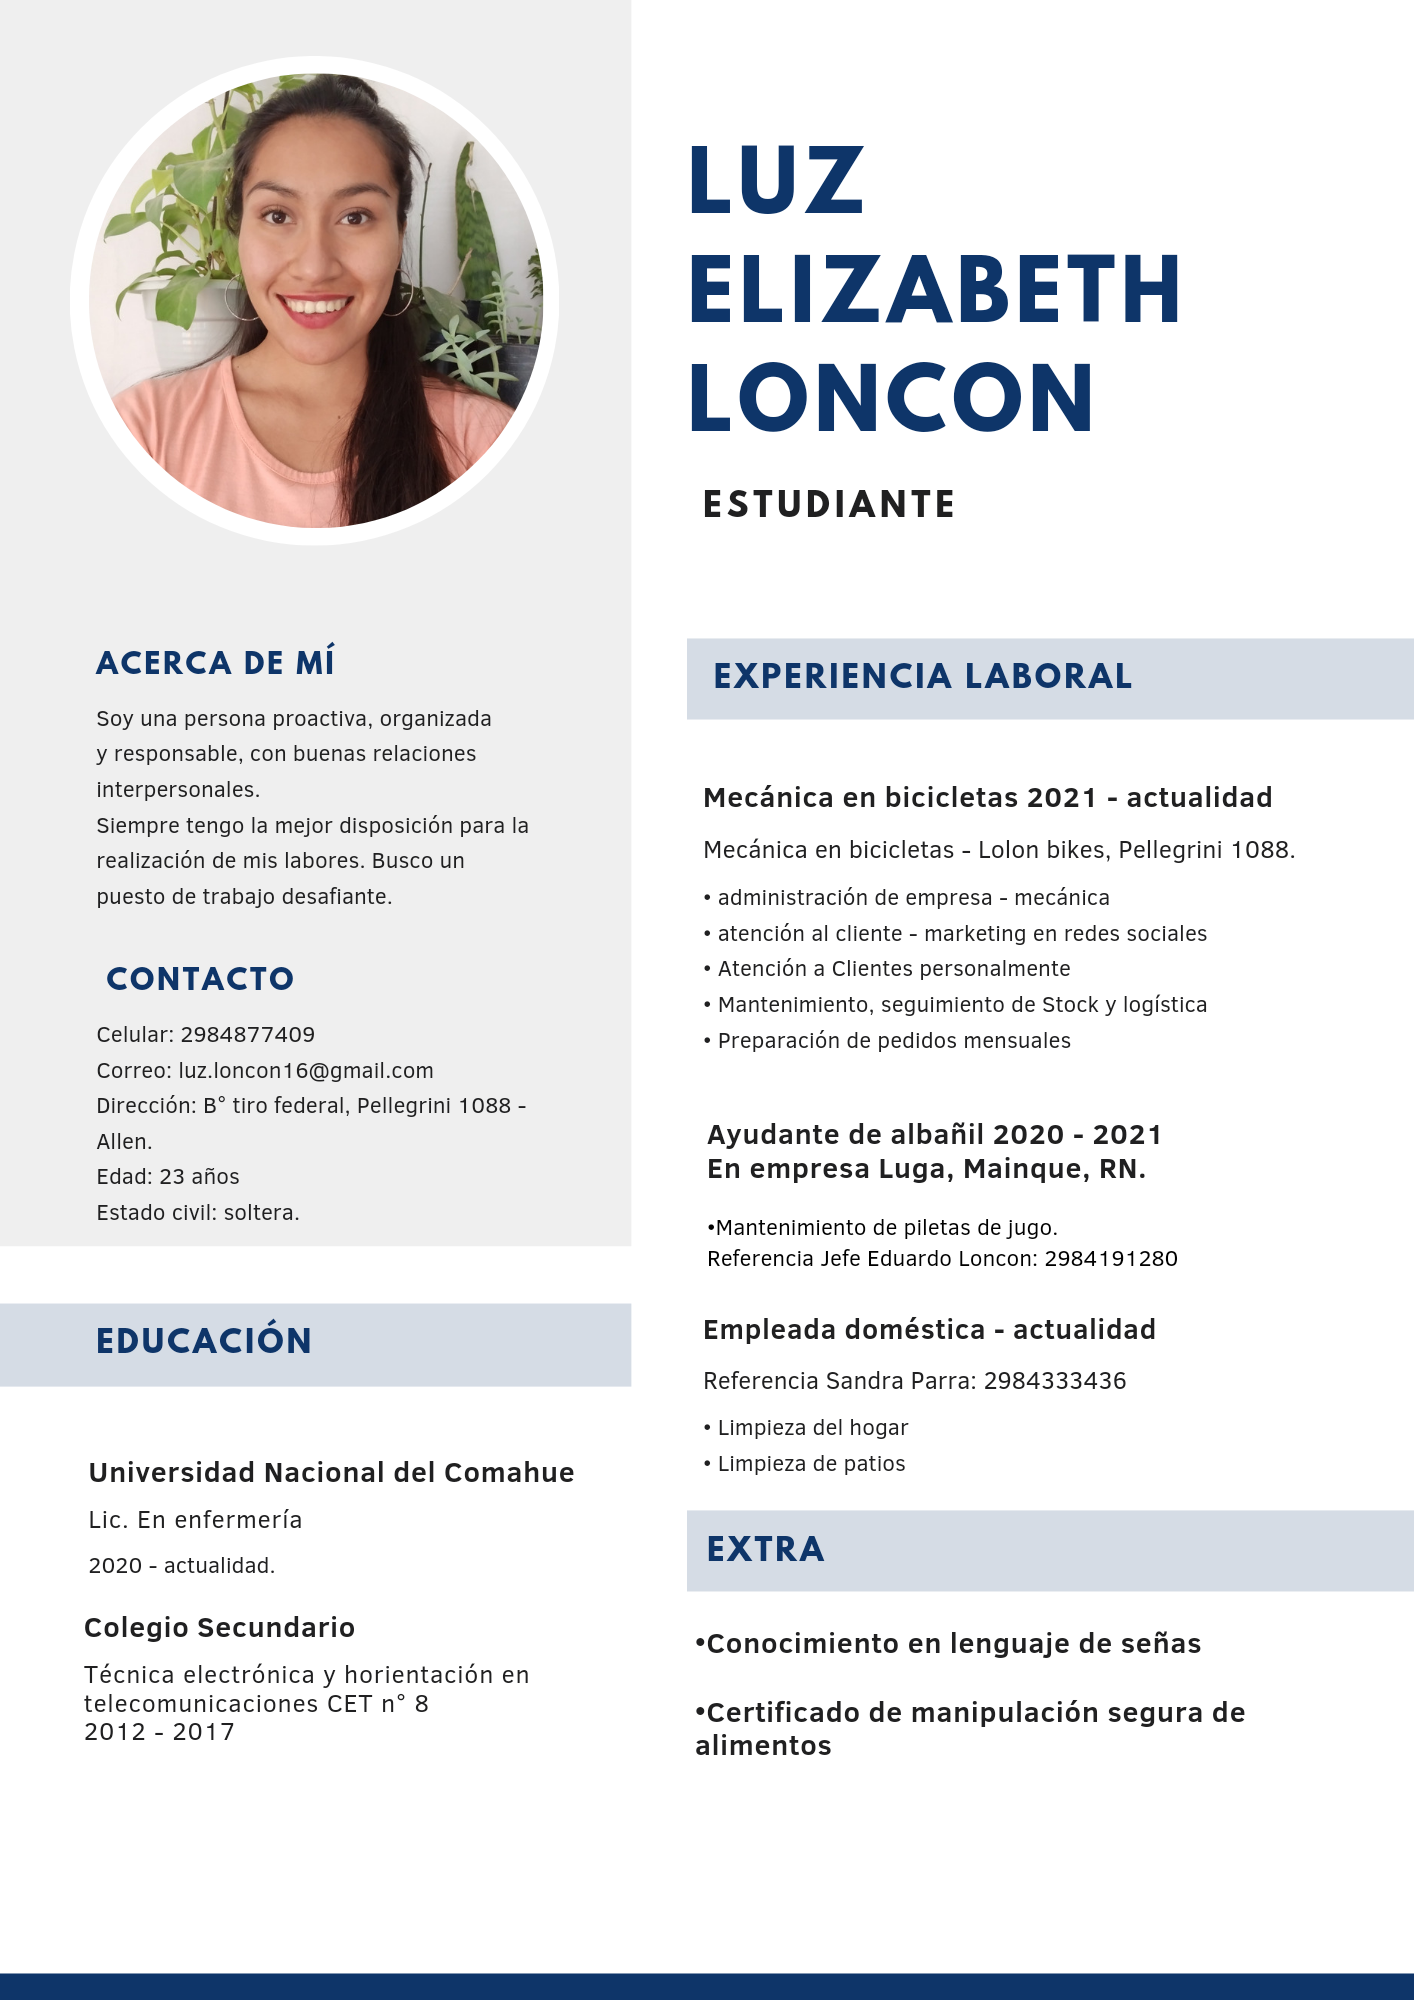 LUZ
ELIZABETH
LONCON
ESTUDIANTE
ACERCA DE MÍ
Soy una persona proactiva, organizada
y responsable, con buenas relaciones
interpersonales.
Siempre tengo la mejor disposición para la
realización de mis labores. Busco un
puesto de trabajo desafiante.
CONTACTO
Celular: 2984877409
Correo: luz.loncon16@gmail.com
Dirección: B° tiro federal, Pellegrini 1088 -
Allen.
Edad: 23 años
Estado civil: soltera.
EDUCACIÓN
Universidad Nacional del Comahue
Lic. En enfermería
2020 - actualidad.
Colegio Secundario
Técnica electrónica y horientación en
telecomunicaciones CET n° 8
2012 - 2017
EXPERIENCIA LABORAL
Mecánica en bicicletas 2021 - actualidad
Mecánica en bicicletas - Lolon bikes, Pellegrini 1088.
• administración de empresa - mecánica
• atención al cliente - marketing en redes sociales
• Atención a Clientes personalmente
• Mantenimiento, seguimiento de Stock y logística
• Preparación de pedidos mensuales
Ayudante de albañil 2020 - 2021
En empresa Luga, Mainque, RN.
•Mantenimiento de piletas de jugo.
Referencia Jefe Eduardo Loncon: 2984191280
Empleada doméstica - actualidad
Referencia Sandra Parra: 2984333436
• Limpieza del hogar
• Limpieza de patios
EXTRA
•Conocimiento en lenguaje de señas
•Certificado de manipulación segura de
alimentos